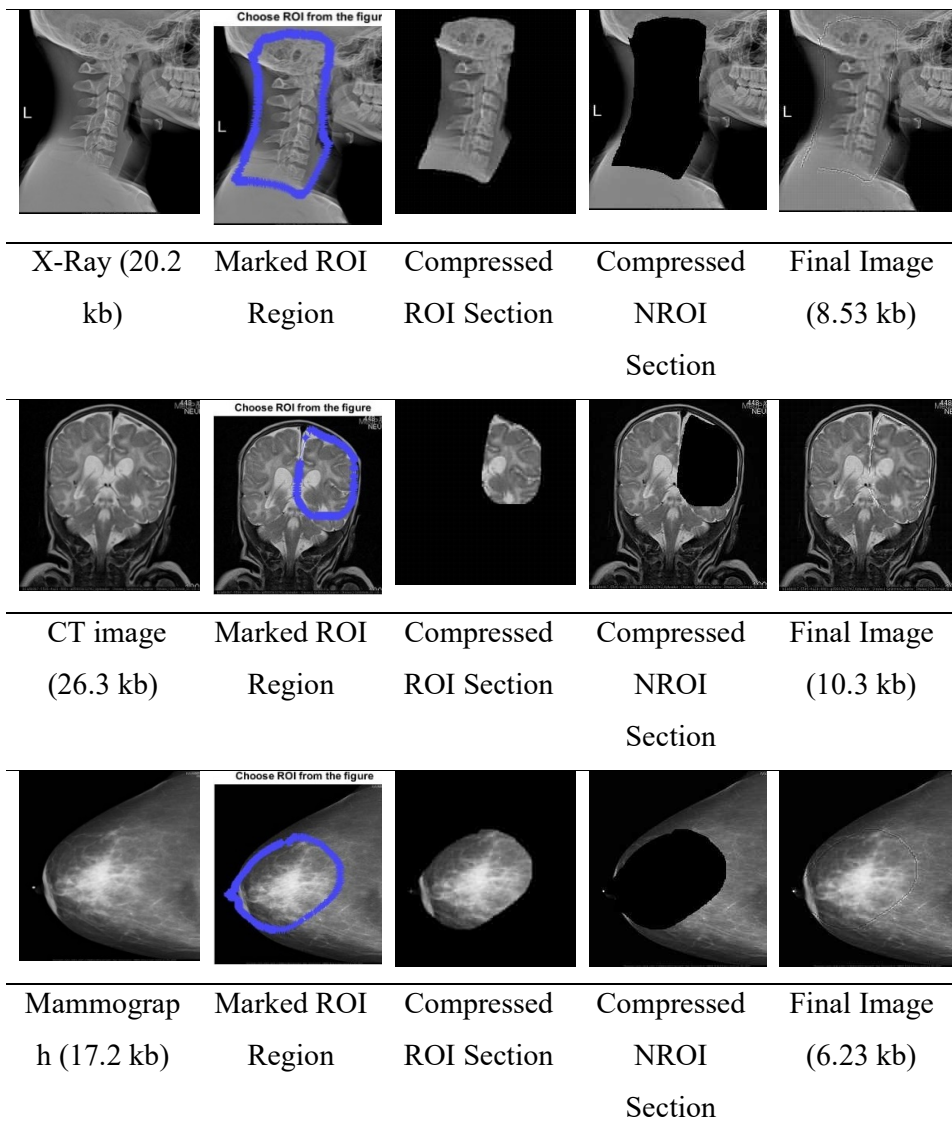 Choose ROI from the figur
L
L
L
L
X-Ray (20.2
kb)
Marked ROI
Region
Compressed
ROI Section
Compressed
NROI
Section
Final Image
(8.53 kb)
Choose ROI from the figure
CT image
(26.3 kb)
Marked ROI
Region
Compressed
ROI Section
Compressed
NROI
Section
Final Image
(10.3 kb)
Choose ROI from the figure
Mammograp
h (17.2 kb)
Marked ROI
Region
Compressed
ROI Section
Compressed
NROI
Section
Final Image
(6.23 kb)